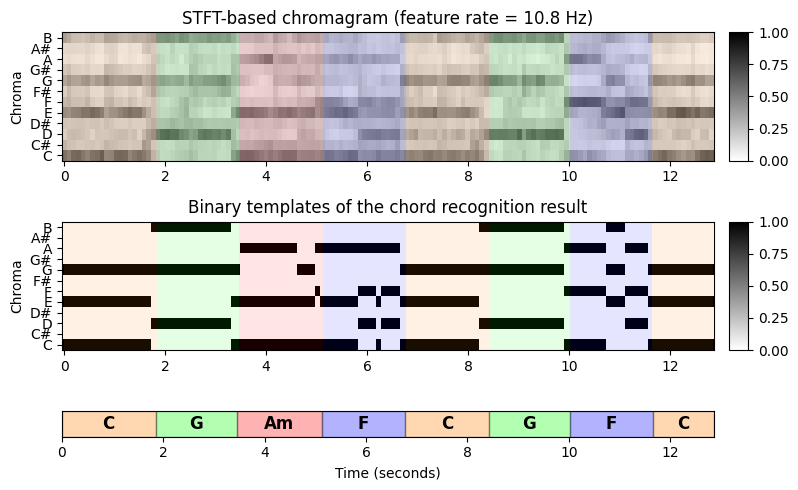 STFT-based chromagram (feature rate = 10.8 Hz)
Chroma
B
A#
A
G#
G
F#
F
E
D#
D
C#
C
0 2 4 6 8 10 12
1.00
0.75
0.50
0.25
0.00
Binary templates of the chord recognition result
Chroma
B
A#
A
G#
G
F#
F
E
D#
D
C#
C
0 2 4 6 8 10 12
1.00
0.75
0.50
0.25
0.00
C G Am F C G F C
0 2 4 6 8 10 12
Time (seconds)